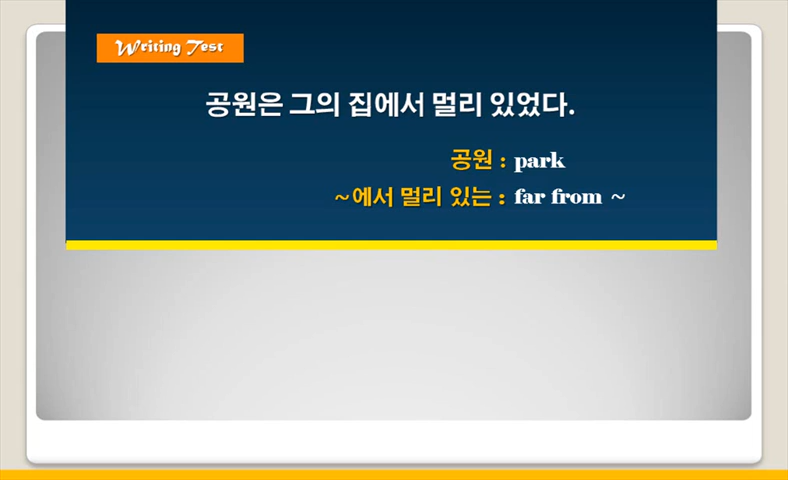 Writing Test
공원은 그의 집에서 멀리 있었다.
공원 : park
~에서 멀리 있는 : far from ~